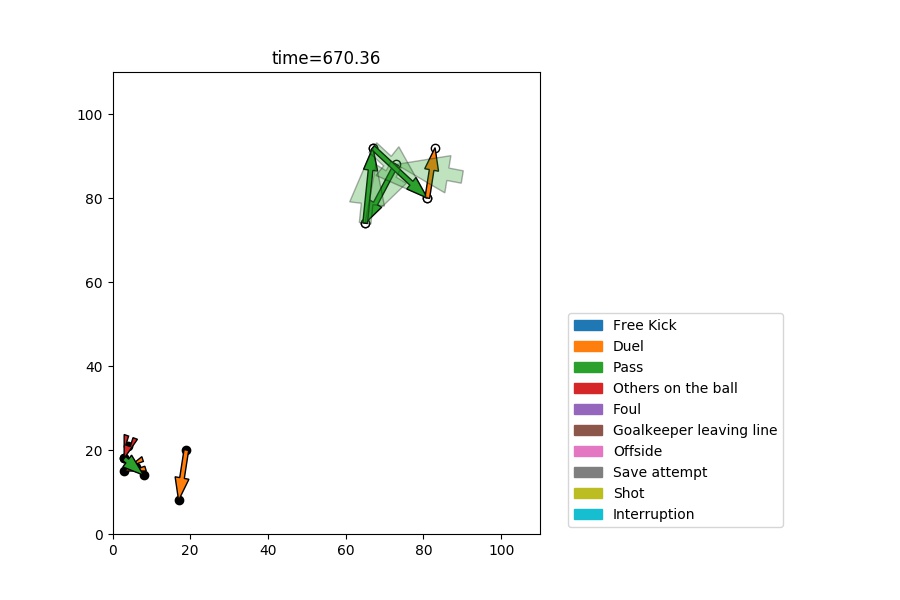 time=670.36
100
80
60
40
20
0
0 20 40 60 80 100
Free Kick
Duel
Pass
Others on the ball
Foul
Goalkeeper leaving line
Offside
Save attempt
Shot
Interruption